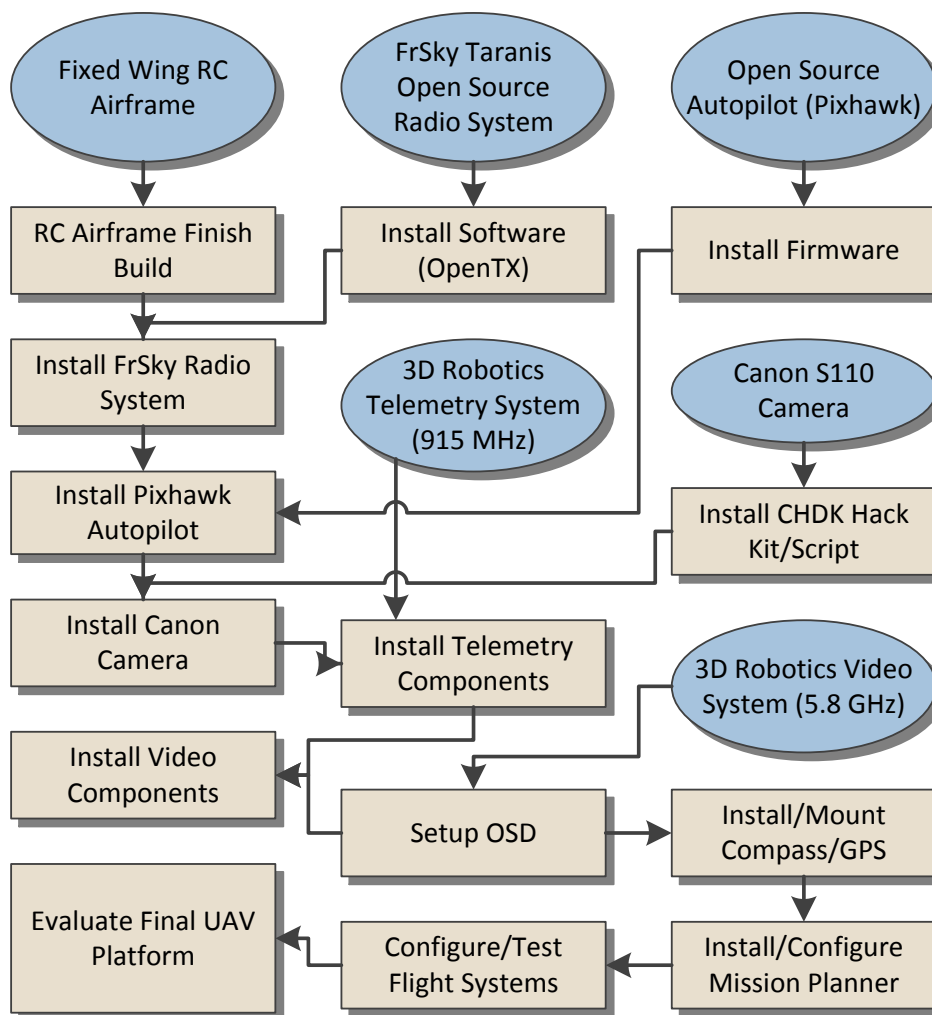 Fixed Wing RC
Airframe
FrSky Taranis
Open Source
Radio System
Open Source
Autopilot (Pixhawk)
RC Airframe Finish
Build
Install Software
(OpenTX)
Install Firmware
Install FrSky Radio
System
3D Robotics
Telemetry System
(915 MHz)
Canon S110
Camera
Install Pixhawk
Autopilot
Install CHDK Hack
Kit/Script
Install Canon
Camera
Install Telemetry
Components
3D Robotics Video
System (5.8 GHz)
Install Video
Components
Setup OSD
Install/Mount
Compass/GPS
Evaluate Final UAV
Platform
Configure/Test
Flight Systems
Install/Configure
Mission Planner